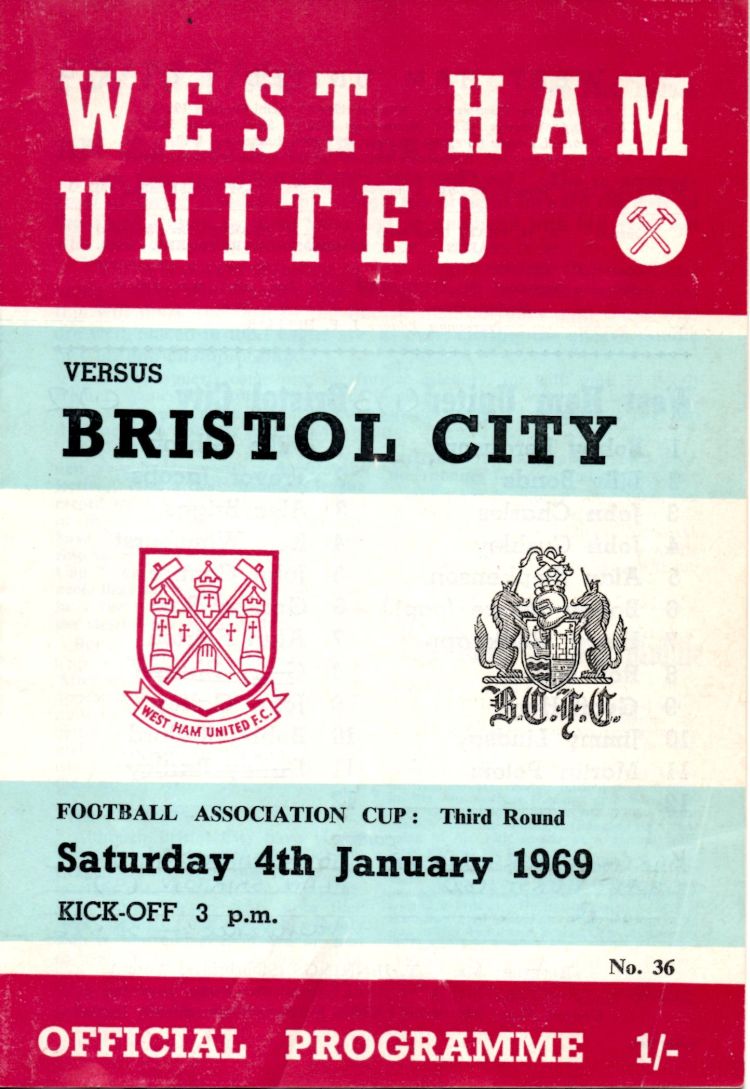 WEST HAM
UNITED
VERSUS
BRISTOL CITY
WEST HAM UNITED F.C.
B.C.F.C.
FOOTBALL ASSOCIATION CUP: Third Round
Saturday 4th January 1969
KICK-OFF 3 p.m.
No. 36
OFFICIAL PROGRAMME 1/-